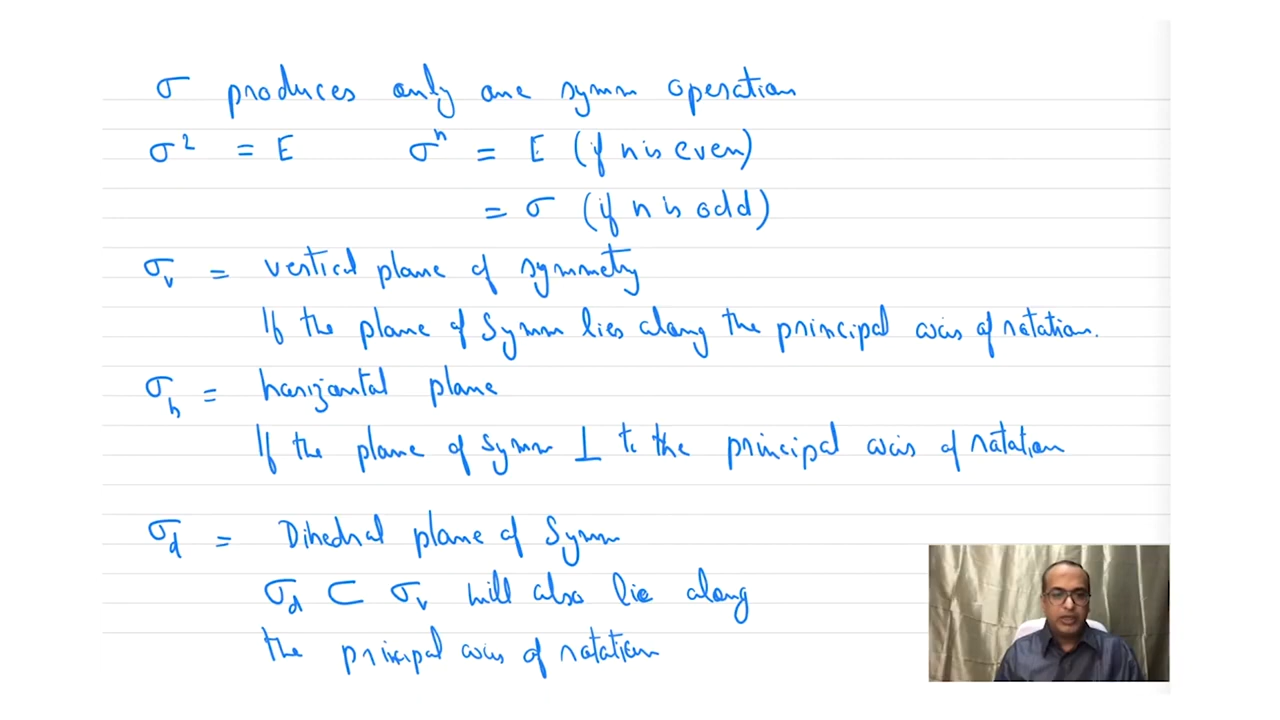 σ produces only one symm operation
σ² = E σⁿ = E (if n is even)
= σ (if n is odd)
σᵥ = vertical plane of symmetry
If the plane of symm lies along the principal axis of rotation.
σₕ = horizontal plane
If the plane of symm ⊥ to the principal axis of rotation
σ_d = Dihedral plane of Symm
σ_d ⊂ σᵥ will also lie along
the principal axis of rotation